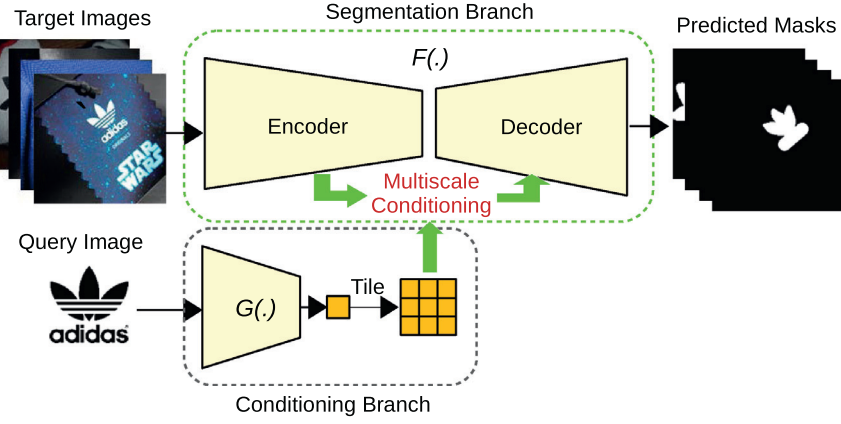 Segmentation Branch
Target Images
Predicted Masks
F(.)
Encoder
Decoder
adidas
ORIGINALS
STAR
WARS
Multiscale
Conditioning
Query Image
Tile
G(.)
adidas
Conditioning Branch